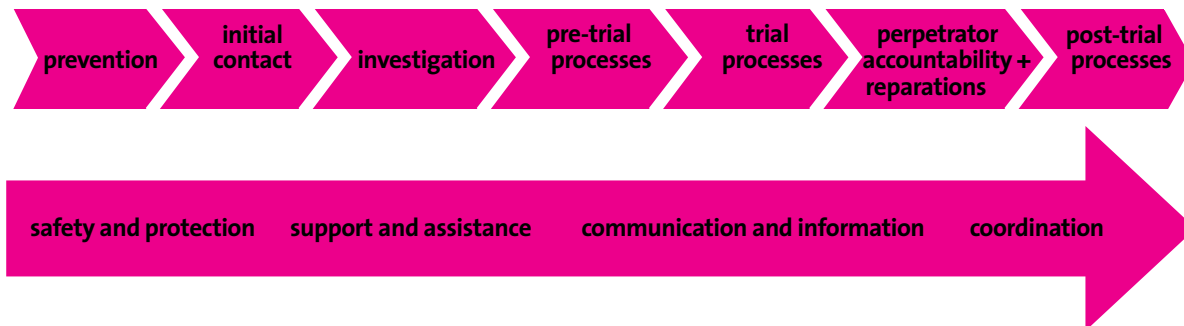 prevention
initial
contact
investigation
pre-trial
processes
trial
processes
perpetrator
accountability +
reparations
post-trial
processes
safety and protection
support and assistance
communication and information
coordination